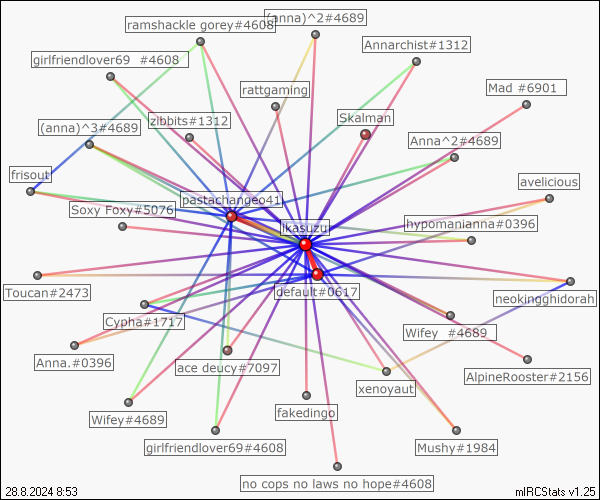 ramshackle gorey#4608
(anna)^2#4689
Annarchist#1312
girlfriendlover69 #4608
rattgaming
Mad #6901
zibbits#1312
Skalman
(anna)^3#4689
Anna^2#4689
frisout
avelicious
pastachangeo41
Soxy Foxy#5076
jkasuzu
hypomanianna#0396
Toucan#2473
default#0617
neokingghidorah
Cypha#1717
Wifey #4689
Anna.#0396
ace deucy#7097
AlpineRooster#2156
xenoyaut
Wifey#4689
fakedingo
girlfriendlover69#4608
Mushy#1984
no cops no laws no hope#4608
28.8.2024 8:53
mIRCStats v1.25